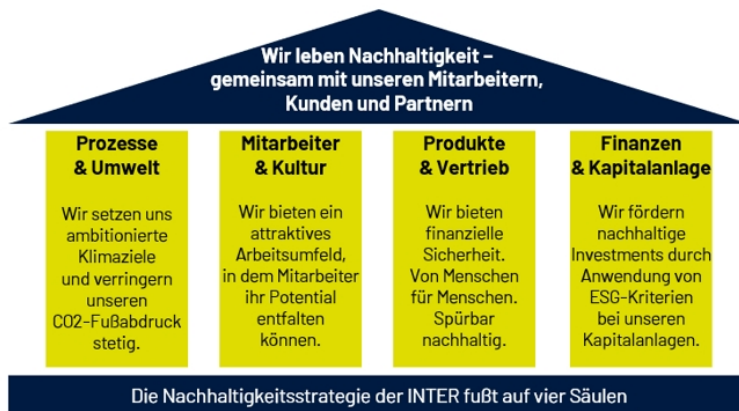 Wir leben Nachhaltigkeit –
gemeinsam mit unseren Mitarbeitern,
Kunden und Partnern
Prozesse
& Umwelt
Wir setzen uns
ambitionierte
Klimaziele
und verringern
unseren
CO2-Fußabdruck
stetig.
Mitarbeiter
& Kultur
Wir bieten ein
attraktives
Arbeitsumfeld,
in dem Mitarbeiter
ihr Potential
entfalten
können.
Produkte
& Vertrieb
Wir bieten
finanzielle
Sicherheit.
Von Menschen
für Menschen.
Spürbar
nachhaltig.
Finanzen
& Kapitalanlage
Wir fördern
nachhaltige
Investments durch
Anwendung von
ESG-Kriterien
bei unseren
Kapitalanlagen.
Die Nachhaltigkeitsstrategie der INTER fußt auf vier Säulen